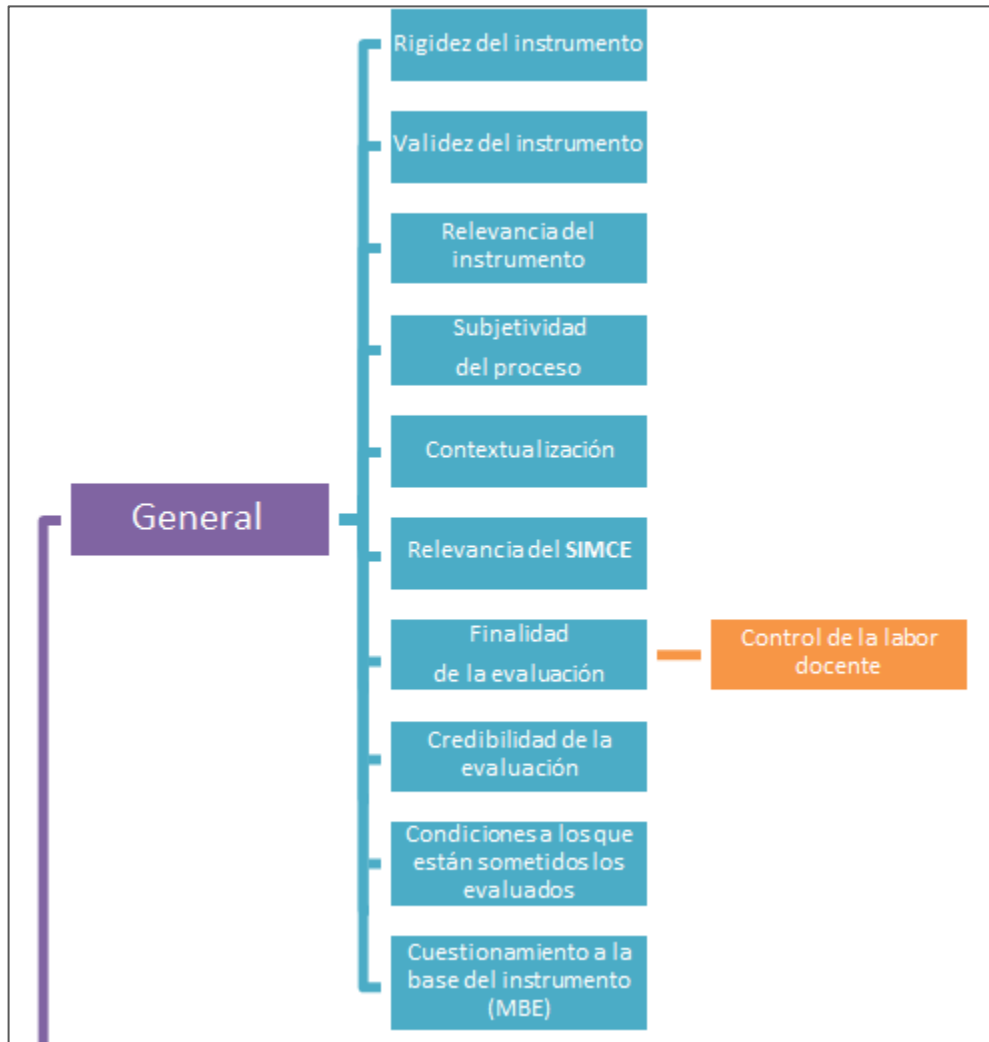 Rigidez del instrumento
Validez del instrumento
Relevancia del
instrumento
Subjetividad
del proceso
Contextualización
General
Relevancia del SIMCE
Finalidad
de la evaluación
Control de la labor
docente
Credibilidad de la
evaluación
Condiciones a los que
están sometidos los
evaluados
Cuestionamiento a la
base del instrumento
(MBE)